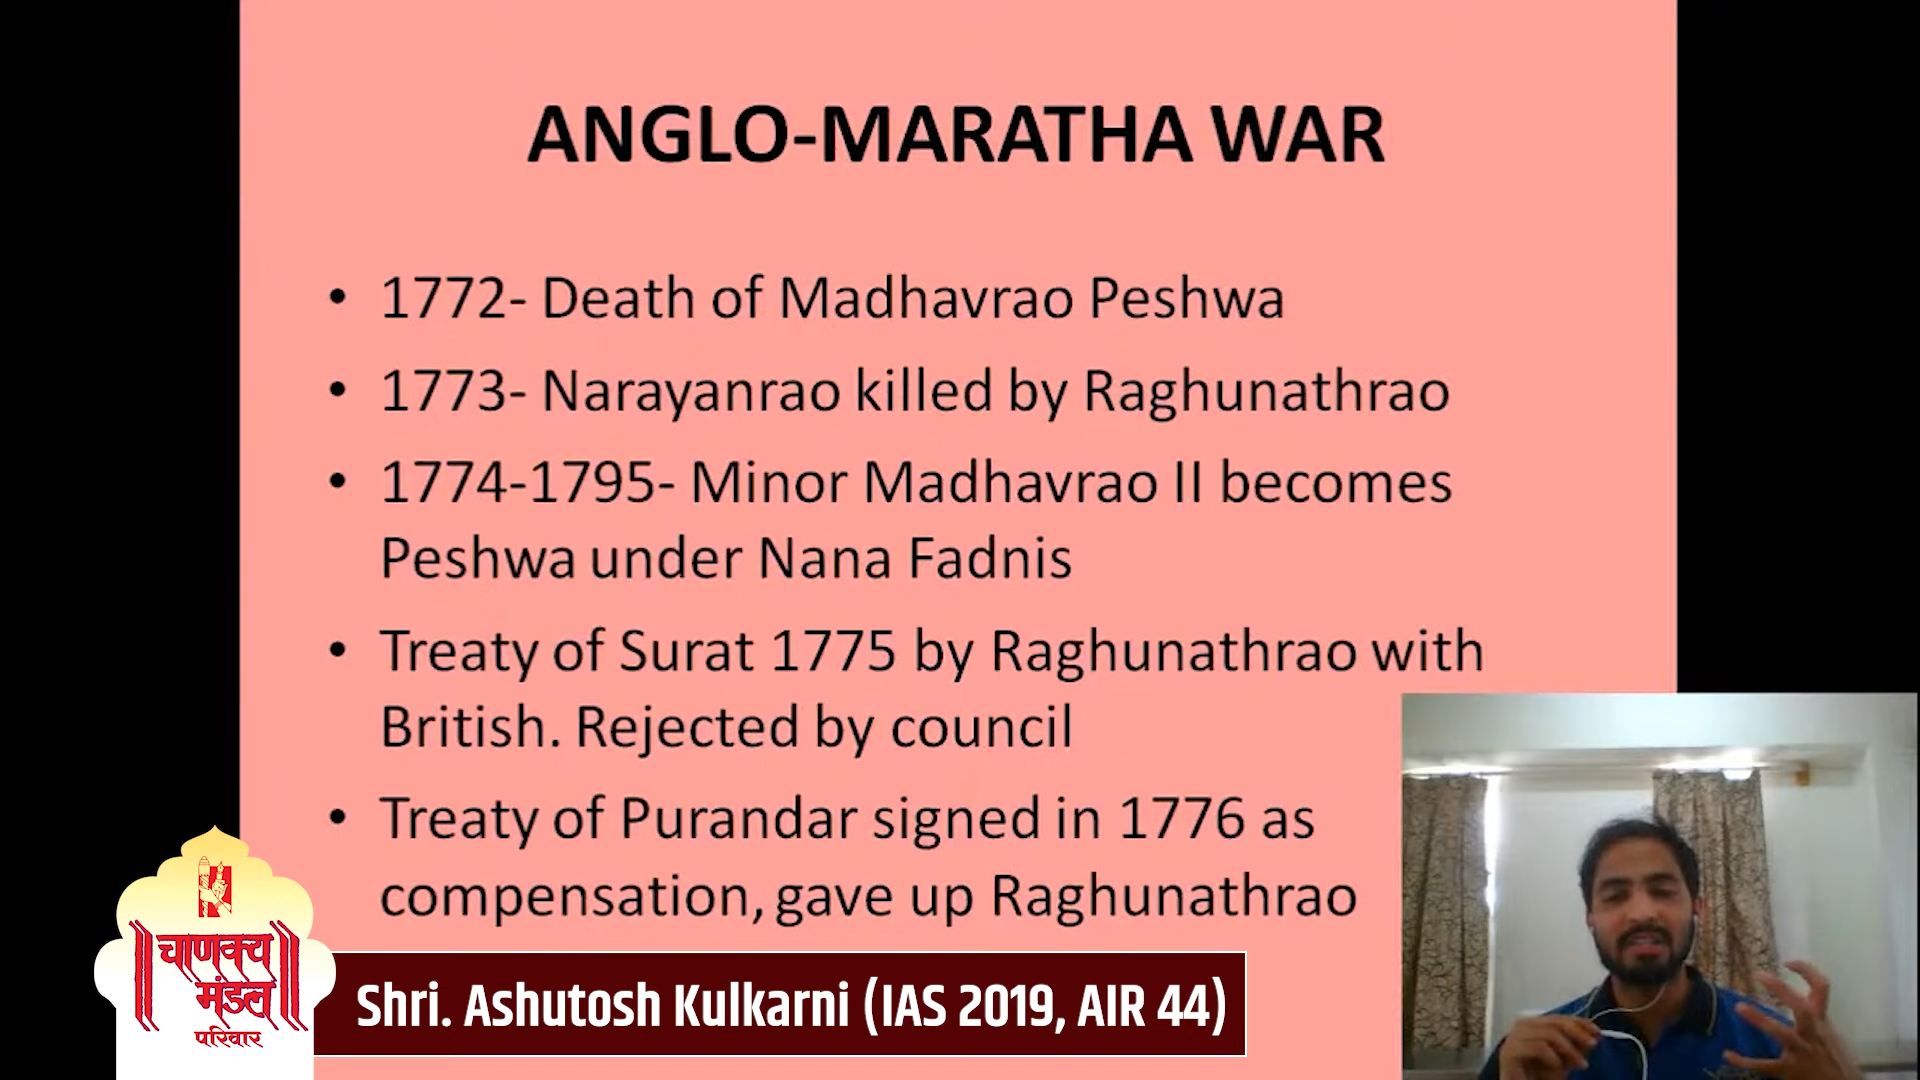 ANGLO-MARATHA WAR
• 1772- Death of Madhavrao Peshwa
• 1773- Narayanrao killed by Raghunathrao
• 1774-1795- Minor Madhavrao II becomes
Peshwa under Nana Fadnis
• Treaty of Surat 1775 by Raghunathrao with
British. Rejected by council
• Treaty of Purandar signed in 1776 as
compensation, gave up Raghunathrao
॥ चाणक्य
मंडल ॥
परिवार
Shri. Ashutosh Kulkarni (IAS 2019, AIR 44)